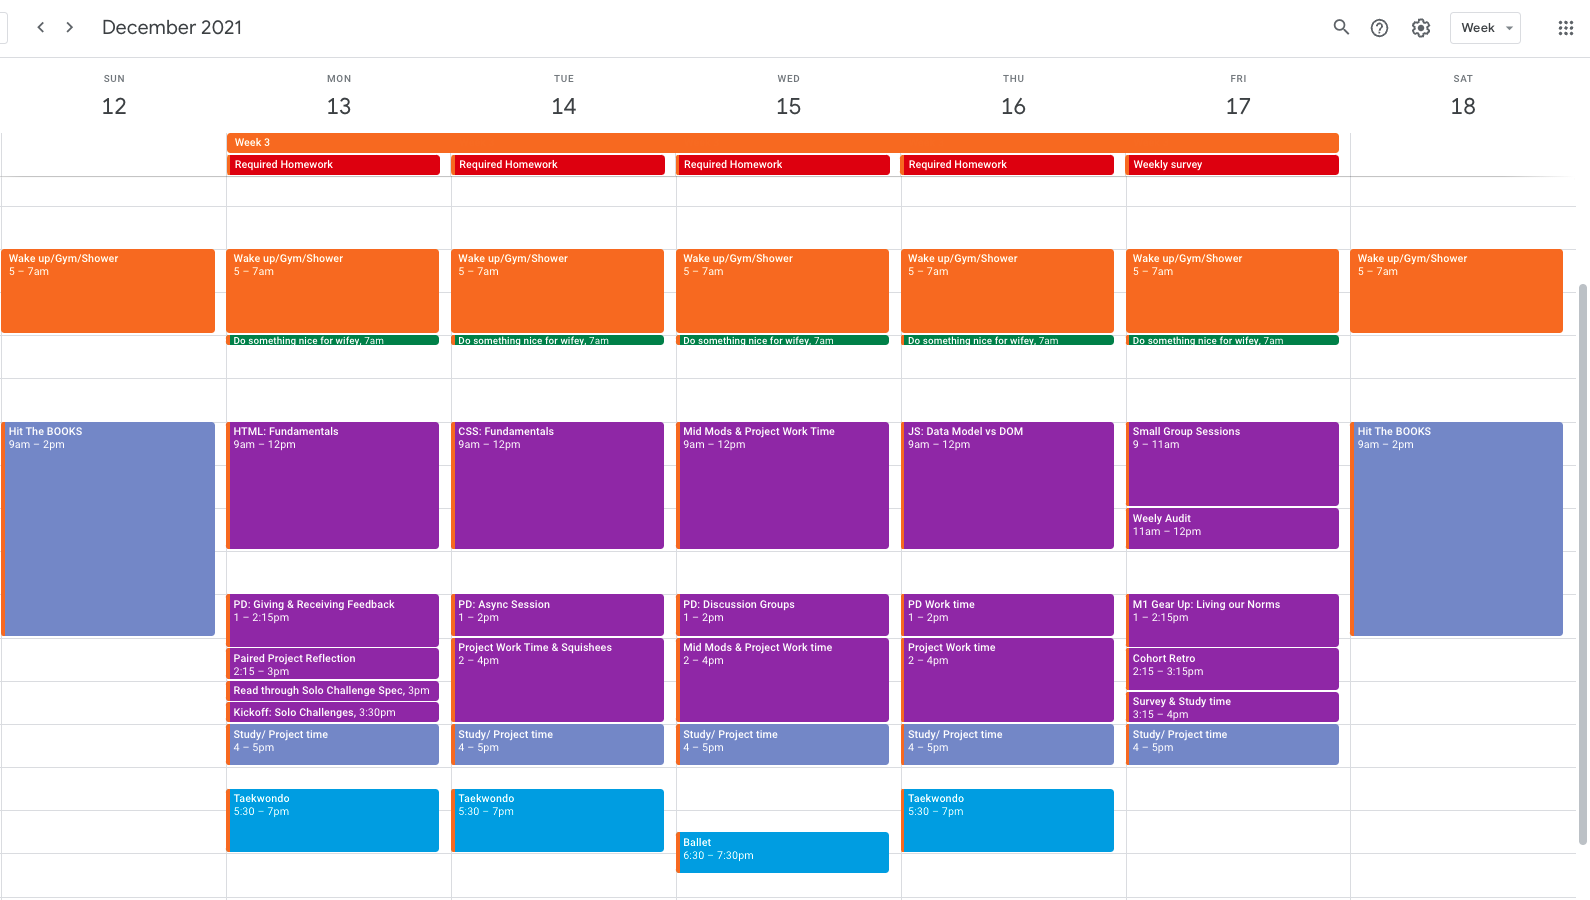 December 2021
Week
SUN
MON
TUE
WED
THU
FRI
SAT
12
13
14
15
16
17
18
Week 3
Required Homework
Required Homework
Required Homework
Required Homework
Weekly survey
Wake up/Gym/Shower
5 – 7am
Wake up/Gym/Shower
5 – 7am
Wake up/Gym/Shower
5 – 7am
Wake up/Gym/Shower
5 – 7am
Wake up/Gym/Shower
5 – 7am
Wake up/Gym/Shower
5 – 7am
Wake up/Gym/Shower
5 – 7am
Do something nice for wifey, 7am
Do something nice for wifey, 7am
Do something nice for wifey, 7am
Do something nice for wifey, 7am
Do something nice for wifey, 7am
Hit The BOOKS
9am – 2pm
HTML: Fundamentals
9am – 12pm
CSS: Fundamentals
9am – 12pm
Mid Mods & Project Work Time
9am – 12pm
JS: Data Model vs DOM
9am – 12pm
Small Group Sessions
9 – 11am
Hit The BOOKS
9am – 2pm
Weely Audit
11am – 12pm
PD: Giving & Receiving Feedback
1 – 2:15pm
PD: Async Session
1 – 2pm
PD: Discussion Groups
1 – 2pm
PD Work time
1 – 2pm
M1 Gear Up: Living our Norms
1 – 2:15pm
Paired Project Reflection
2:15 – 3pm
Project Work Time & Squishees
2 – 4pm
Mid Mods & Project Work time
2 – 4pm
Project Work time
2 – 4pm
Cohort Retro
2:15 – 3:15pm
Read through Solo Challenge Spec, 3pm
Kickoff: Solo Challenges, 3:30pm
Survey & Study time
3:15 – 4pm
Study/ Project time
4 – 5pm
Study/ Project time
4 – 5pm
Study/ Project time
4 – 5pm
Study/ Project time
4 – 5pm
Study/ Project time
4 – 5pm
Taekwondo
5:30 – 7pm
Taekwondo
5:30 – 7pm
Taekwondo
5:30 – 7pm
Ballet
6:30 – 7:30pm